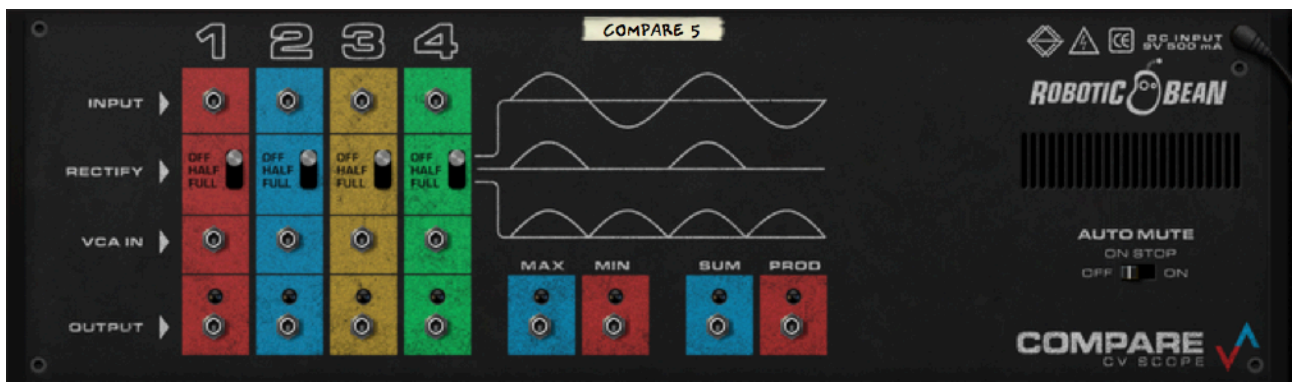 1 2 3 4
COMPARE 5
DC INPUT
9V 500 mA
CE
ROBOTIC BEAN
INPUT
RECTIFY
OFF OFF OFF OFF
HALF HALF HALF HALF
FULL FULL FULL FULL
VCA IN
AUTO MUTE
ON STOP
OFF ON
MAX MIN SUM PROD
OUTPUT
COMPARE
CV SCOPE